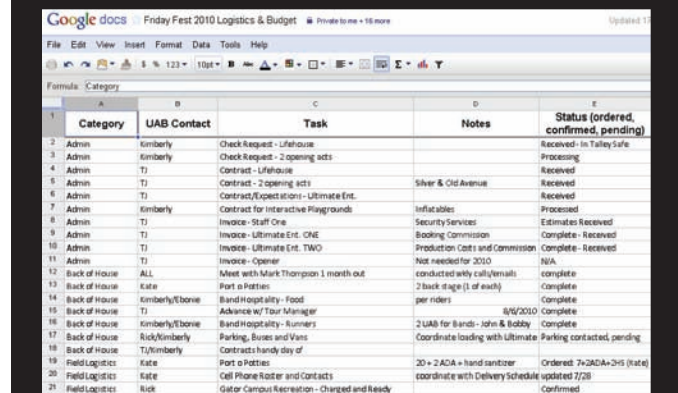 Google docs Friday Fest 2010 Logistics & Budget Private to me + 16 more Updated 17
File Edit View Insert Format Data Tools Help
$ % 123 10pt B Abc A Σ
Formula: Category
A B C D E
1 Category UAB Contact Task Notes Status (ordered, confirmed, pending)
2 Admin Kimberly Check Request - Lifehouse Received - In Talley Safe
3 Admin Kimberly Check Request - 2 opening acts Processing
4 Admin TJ Contract - Lifehouse Received
5 Admin TJ Contract - 2 opening acts Silver & Old Avenue Received
6 Admin TJ Contract/Expectations - Ultimate Ent. Received
7 Admin Kimberly Contract for Interactive Playgrounds Inflatables Processed
8 Admin TJ Invoice - Staff One Security Services Estimates Received
9 Admin TJ Invoice - Ultimate Ent. ONE Booking Commission Complete - Received
10 Admin TJ Invoice - Ultimate Ent. TWO Production Costs and Commission Complete - Received
11 Admin TJ Invoice - Opener Not needed for 2010 N/A
12 Back of House ALL Meet with Mark Thompson 1 month out conducted wkly calls/emails complete
13 Back of House Kate Port o Potties 2 back stage (1 of each) complete
14 Back of House Kimberly/Ebonie Band Hospitality - Food per riders Complete
15 Back of House TJ Advance w/ Tour Manager 8/6/2010 Complete
16 Back of House Kimberly/Ebonie Band Hospitality - Runners 2 UAB for Bands - John & Bobby Complete
17 Back of House Rick/Kimberly Parking, Buses and Vans Coordinate loading with Ultimate Parking contacted, pending
18 Back of House TJ/Kimberly Contracts handy day of
19 Field Logistics Kate Port o Potties 20 + 2 ADA + hand sanitizer Ordered: 7+2ADA+2HS (Kate)
20 Field Logistics Kate Cell Phone Roster and Contacts coordinate with Delivery Schedule updated 7/28
21 Field Logistics Rick Gator Campus Recreation - Charged and Ready Confirmed